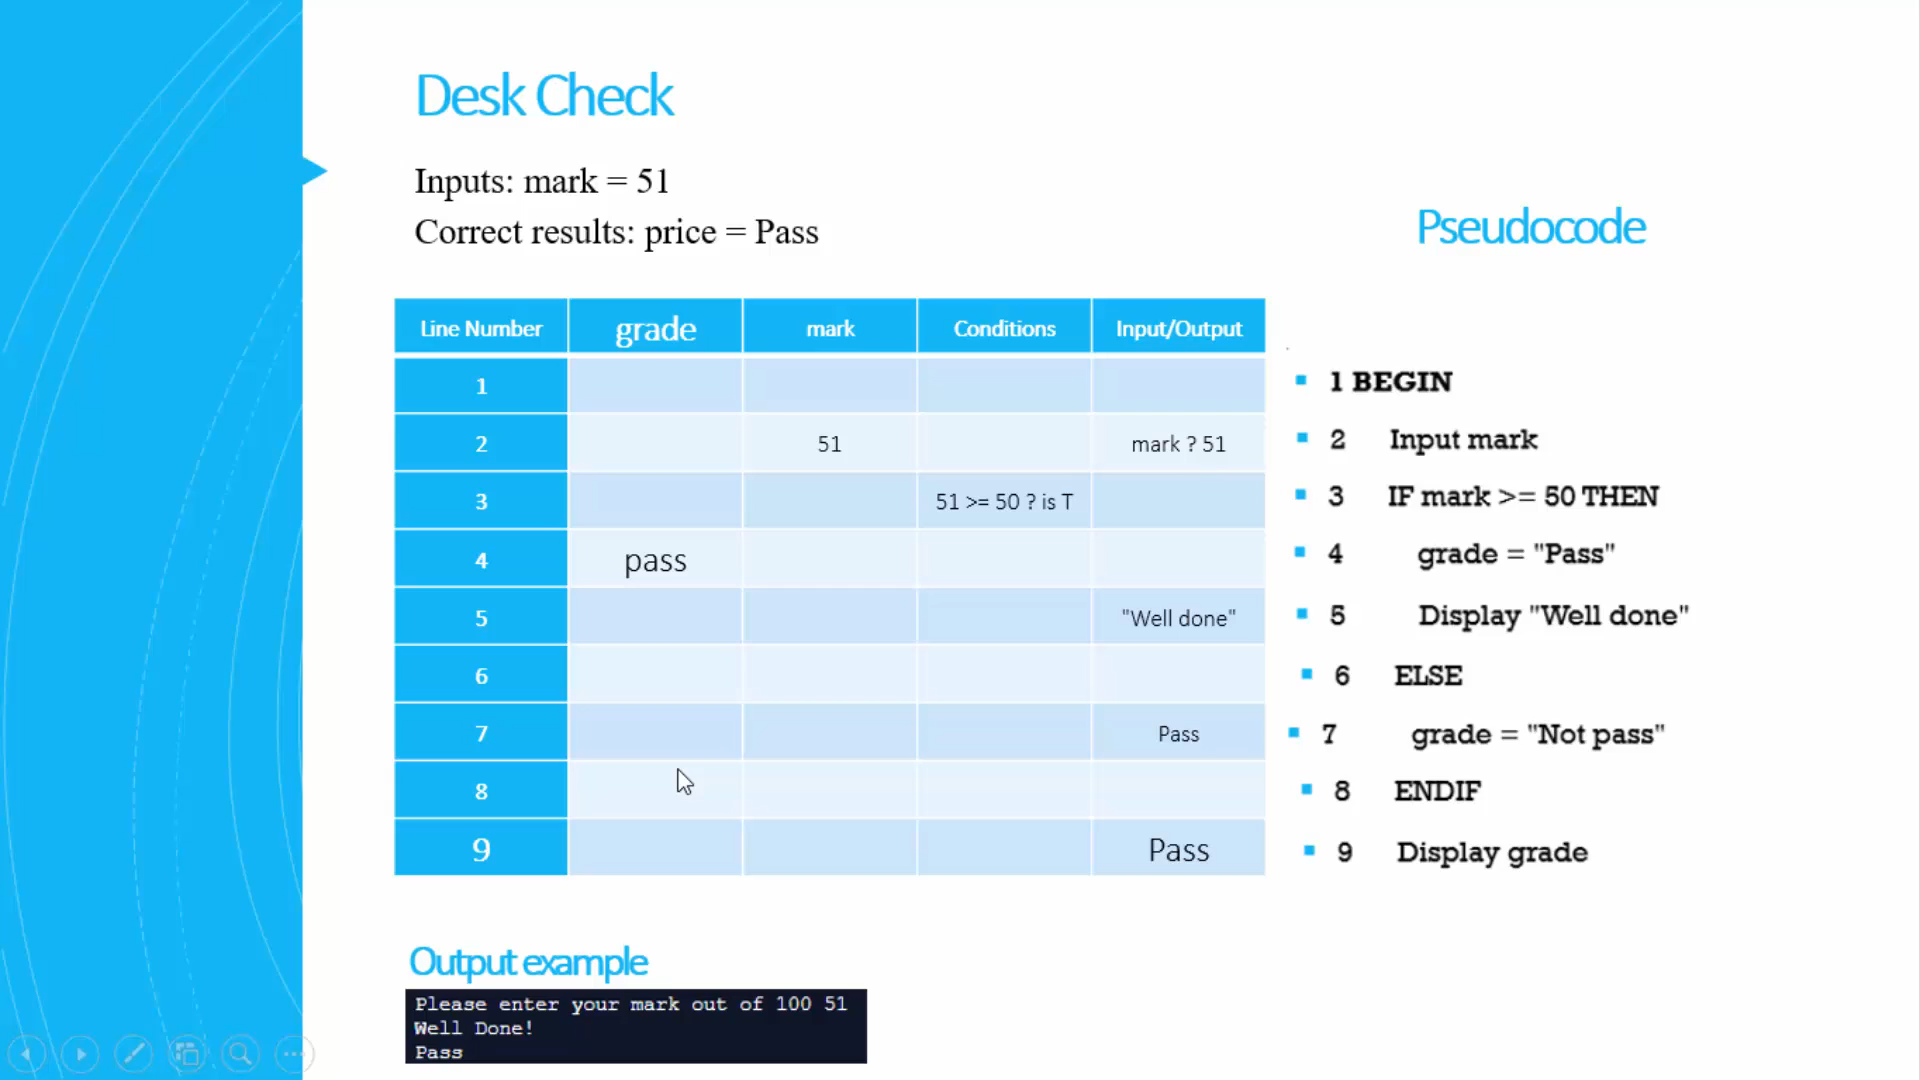 Desk Check
Inputs: mark = 51
Correct results: price = Pass
Line Number grade mark Conditions Input/Output
1
2 51 mark ? 51
3 51 >= 50 ? is T
4 pass
5 "Well done"
6
7 Pass
8
9 Pass
Pseudocode
1 BEGIN
2 Input mark
3 IF mark >= 50 THEN
4 grade = "Pass"
5 Display "Well done"
6 ELSE
7 grade = "Not pass"
8 ENDIF
9 Display grade
Output example
Please enter your mark out of 100 51
Well Done!
Pass